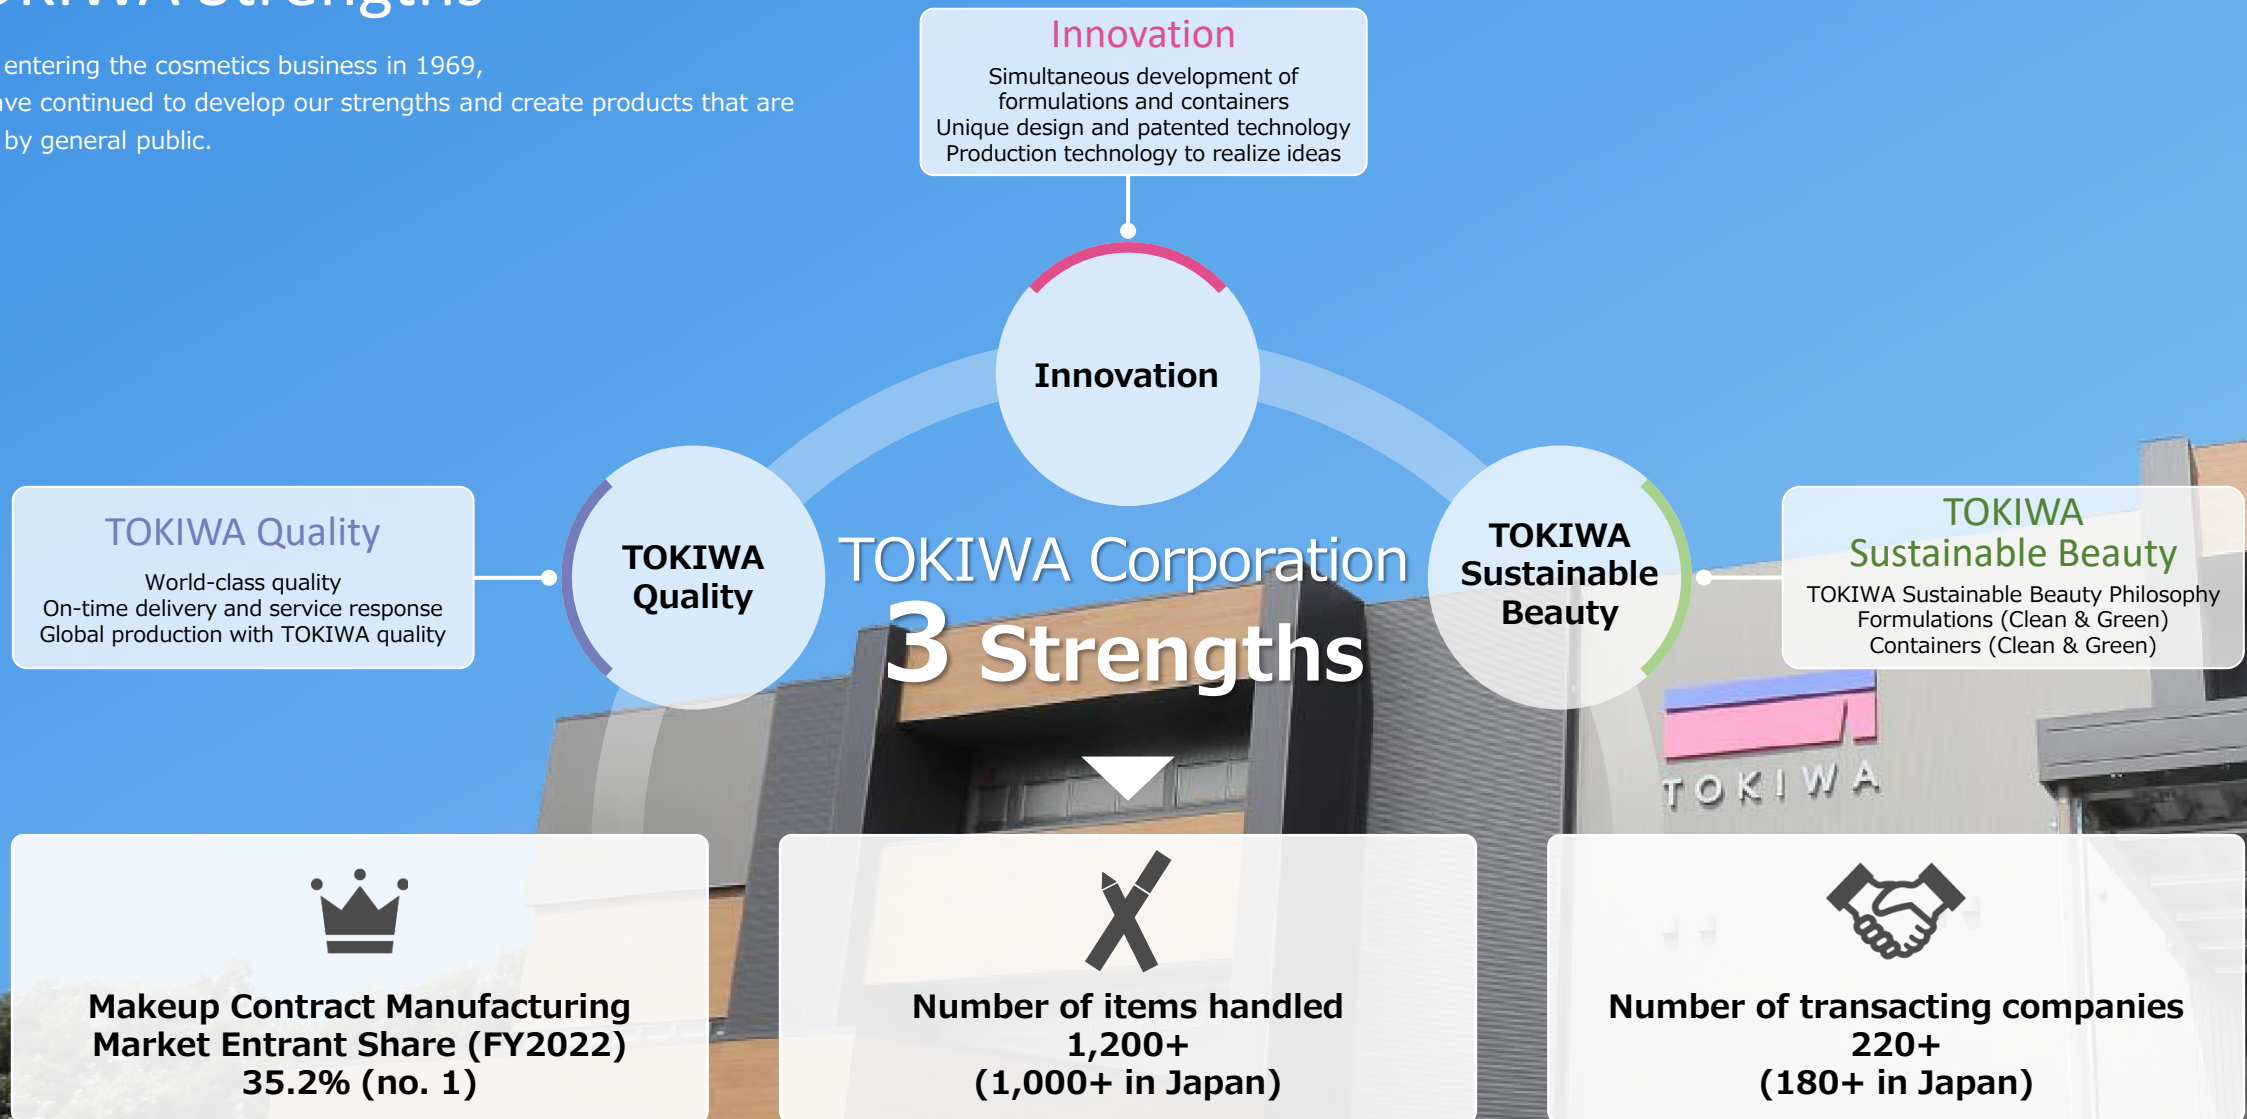 Strengths
entering the cosmetics business in 1969,
continued to develop our strengths and create products that are
by general public.
Innovation
Simultaneous development of
formulations and containers
Unique design and patented technology
Production technology to realize ideas
Innovation
TOKIWA Quality
World-class quality
On-time delivery and service response
Global production with TOKIWA quality
TOKIWA
Quality
TOKIWA Corporation
3 Strengths
TOKIWA
Sustainable
Beauty
TOKIWA
Sustainable Beauty
TOKIWA Sustainable Beauty Philosophy
Formulations (Clean & Green)
Containers (Clean & Green)
TOKIWA
Makeup Contract Manufacturing
Market Entrant Share (FY2022)
35.2% (no. 1)
Number of items handled
1,200+
(1,000+ in Japan)
Number of transacting companies
220+
(180+ in Japan)